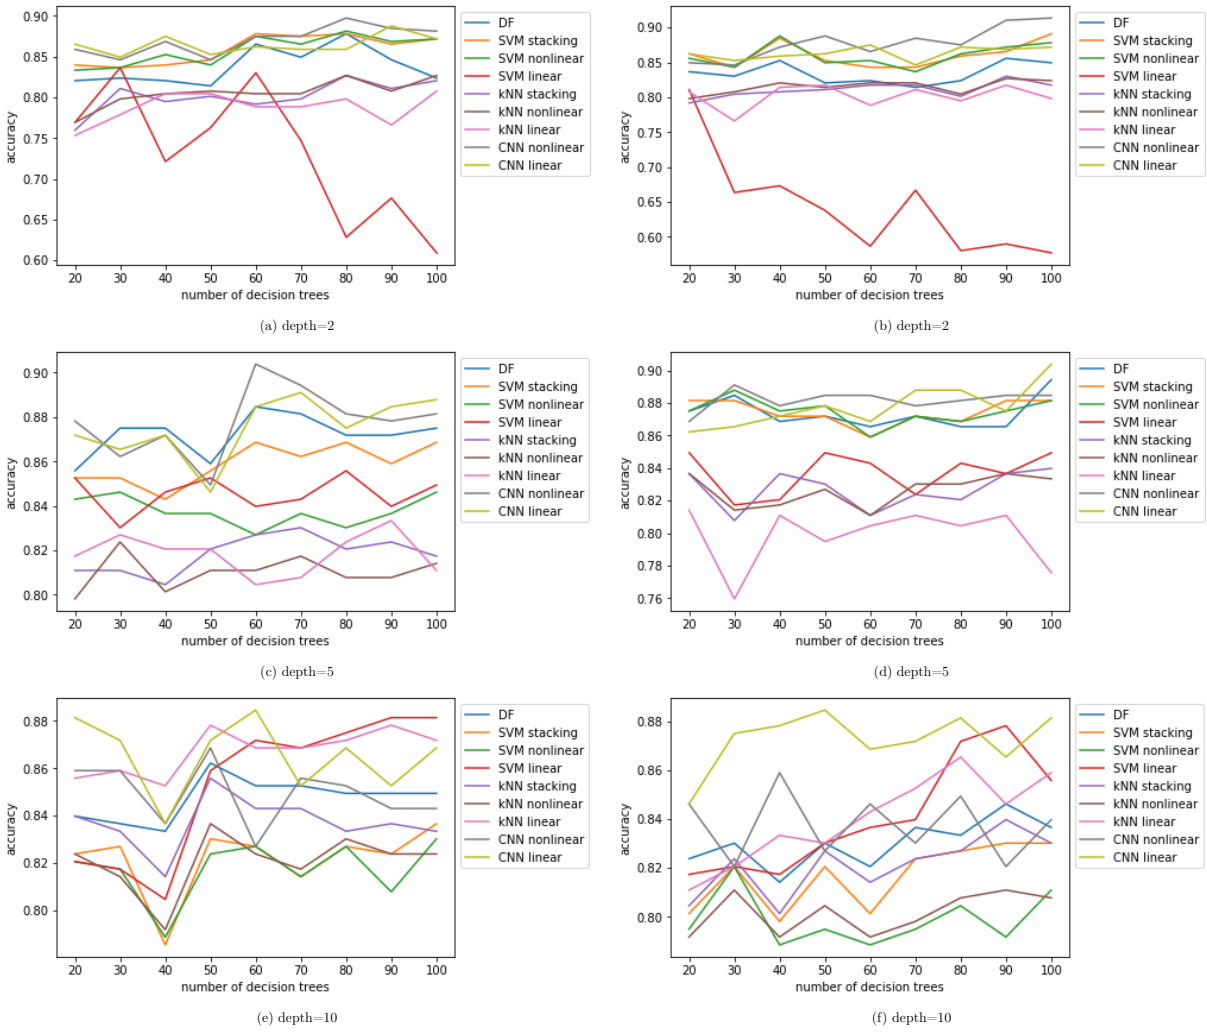 0.90
0.85
0.80
0.75
0.70
0.65
0.60
accuracy
20 30 40 50 60 70 80 90 100
number of decision trees
DF
SVM stacking
SVM nonlinear
SVM linear
kNN stacking
kNN nonlinear
kNN linear
CNN nonlinear
CNN linear
(a) depth=2
0.90
0.85
0.80
0.75
0.70
0.65
0.60
accuracy
20 30 40 50 60 70 80 90 100
number of decision trees
DF
SVM stacking
SVM nonlinear
SVM linear
kNN stacking
kNN nonlinear
kNN linear
CNN nonlinear
CNN linear
(b) depth=2
0.90
0.88
0.86
0.84
0.82
0.80
accuracy
20 30 40 50 60 70 80 90 100
number of decision trees
DF
SVM stacking
SVM nonlinear
SVM linear
kNN stacking
kNN nonlinear
kNN linear
CNN nonlinear
CNN linear
(c) depth=5
0.90
0.88
0.86
0.84
0.82
0.80
0.78
0.76
accuracy
20 30 40 50 60 70 80 90 100
number of decision trees
DF
SVM stacking
SVM nonlinear
SVM linear
kNN stacking
kNN nonlinear
kNN linear
CNN nonlinear
CNN linear
(d) depth=5
0.88
0.86
0.84
0.82
0.80
accuracy
20 30 40 50 60 70 80 90 100
number of decision trees
DF
SVM stacking
SVM nonlinear
SVM linear
kNN stacking
kNN nonlinear
kNN linear
CNN nonlinear
CNN linear
(e) depth=10
0.88
0.86
0.84
0.82
0.80
accuracy
20 30 40 50 60 70 80 90 100
number of decision trees
DF
SVM stacking
SVM nonlinear
SVM linear
kNN stacking
kNN nonlinear
kNN linear
CNN nonlinear
CNN linear
(f) depth=10